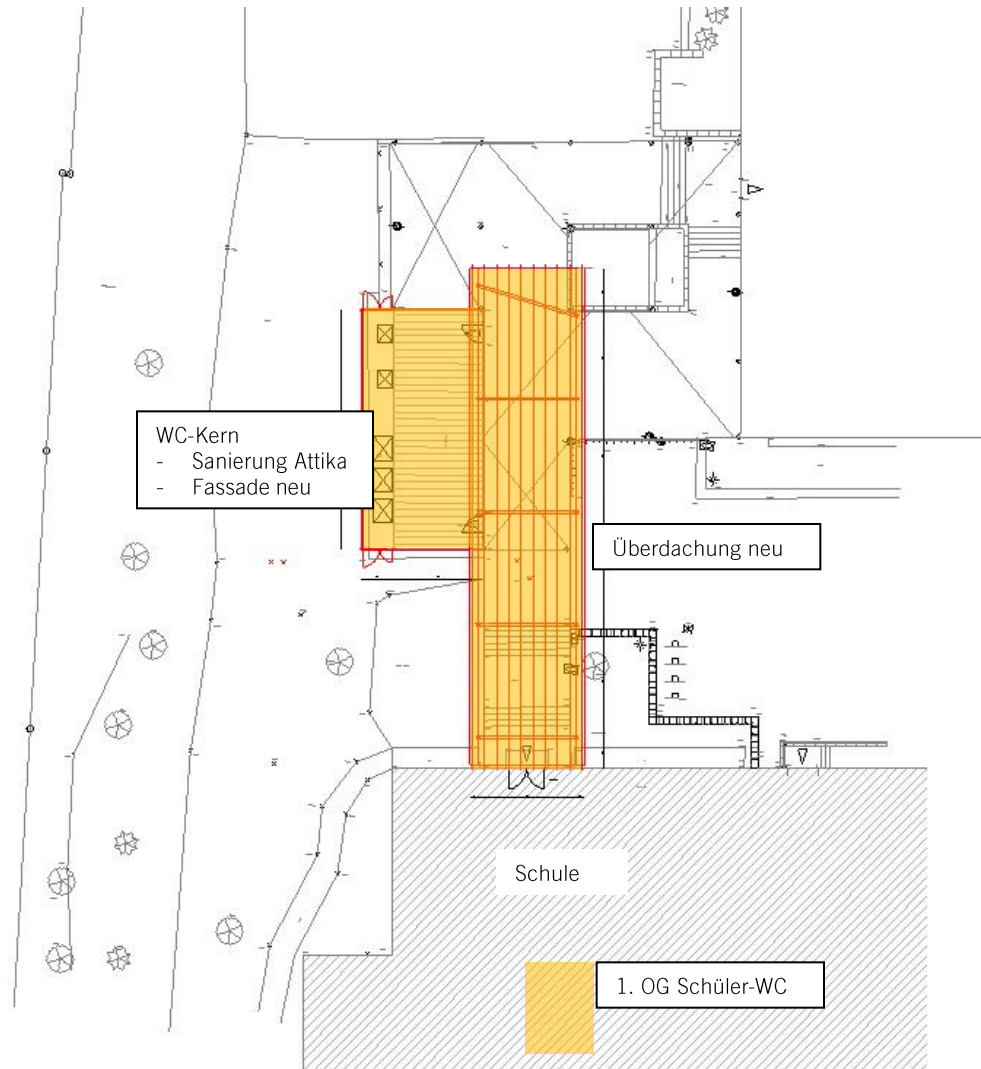 WC-Kern
- Sanierung Attika
- Fassade neu
Überdachung neu
Schule
1. OG Schüler-WC